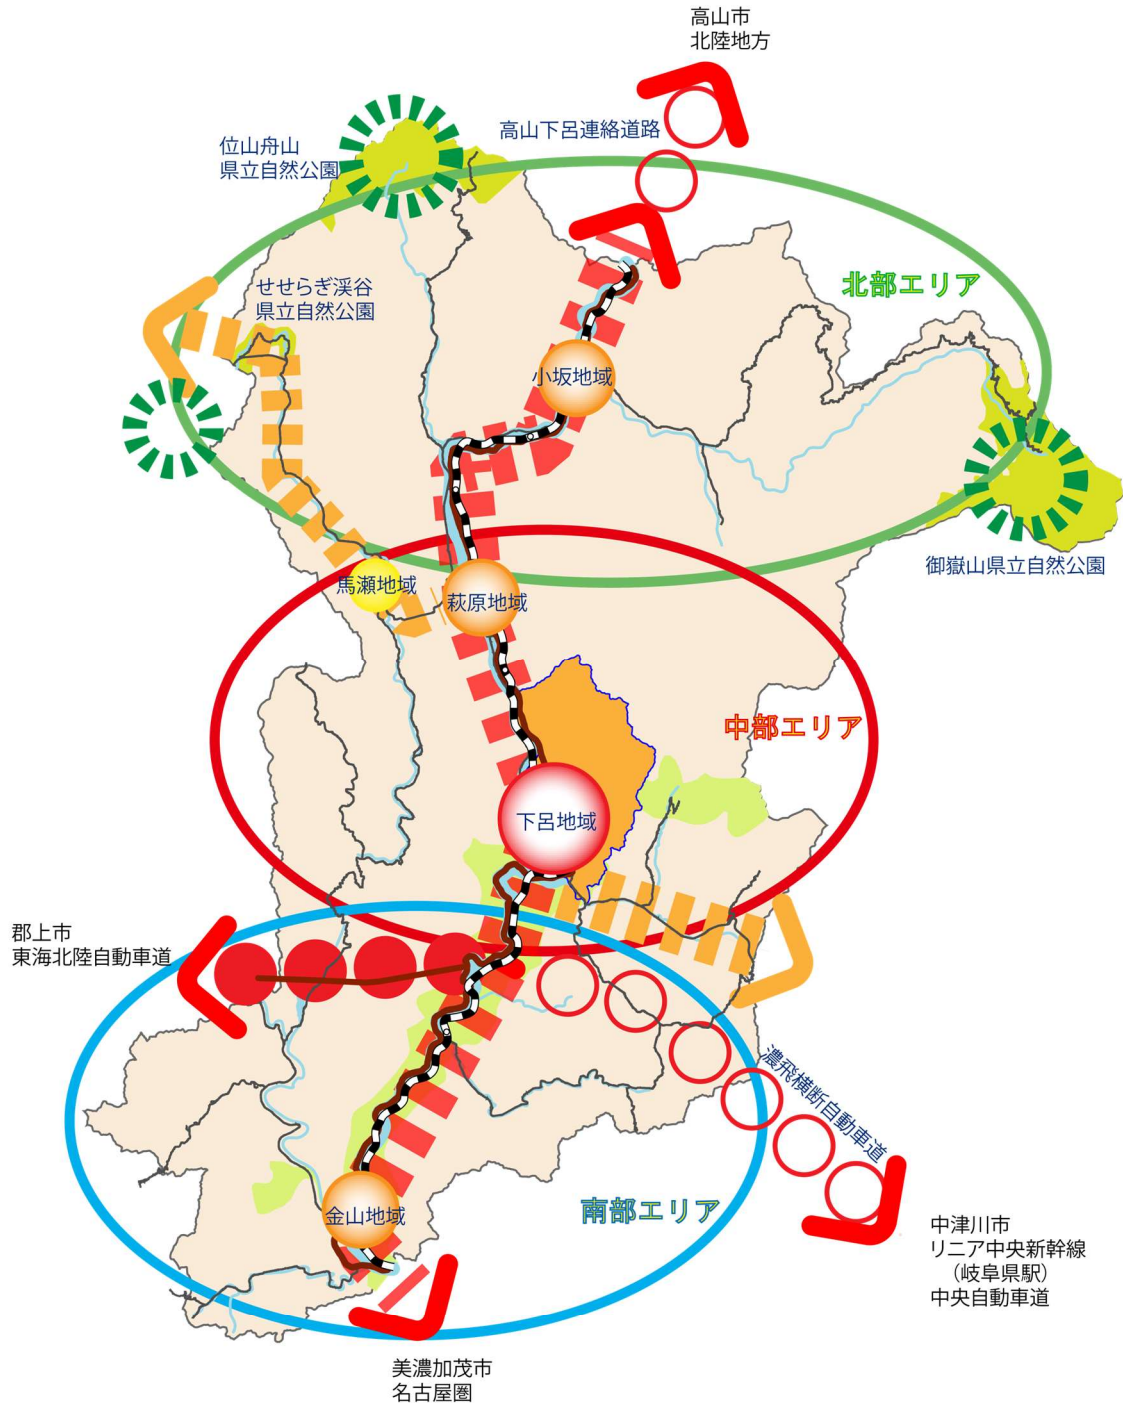 高山市
北陸地方
高山下呂連絡道路
位山舟山
県立自然公園
せせらぎ渓谷
県立自然公園
北部エリア
小坂地域
御嶽山県立自然公園
馬瀬地域
萩原地域
中部エリア
下呂地域
郡上市
東海北陸自動車道
濃飛横断自動車道
南部エリア
金山地域
中津川市
リニア中央新幹線
(岐阜県駅)
中央自動車道
美濃加茂市
名古屋圏